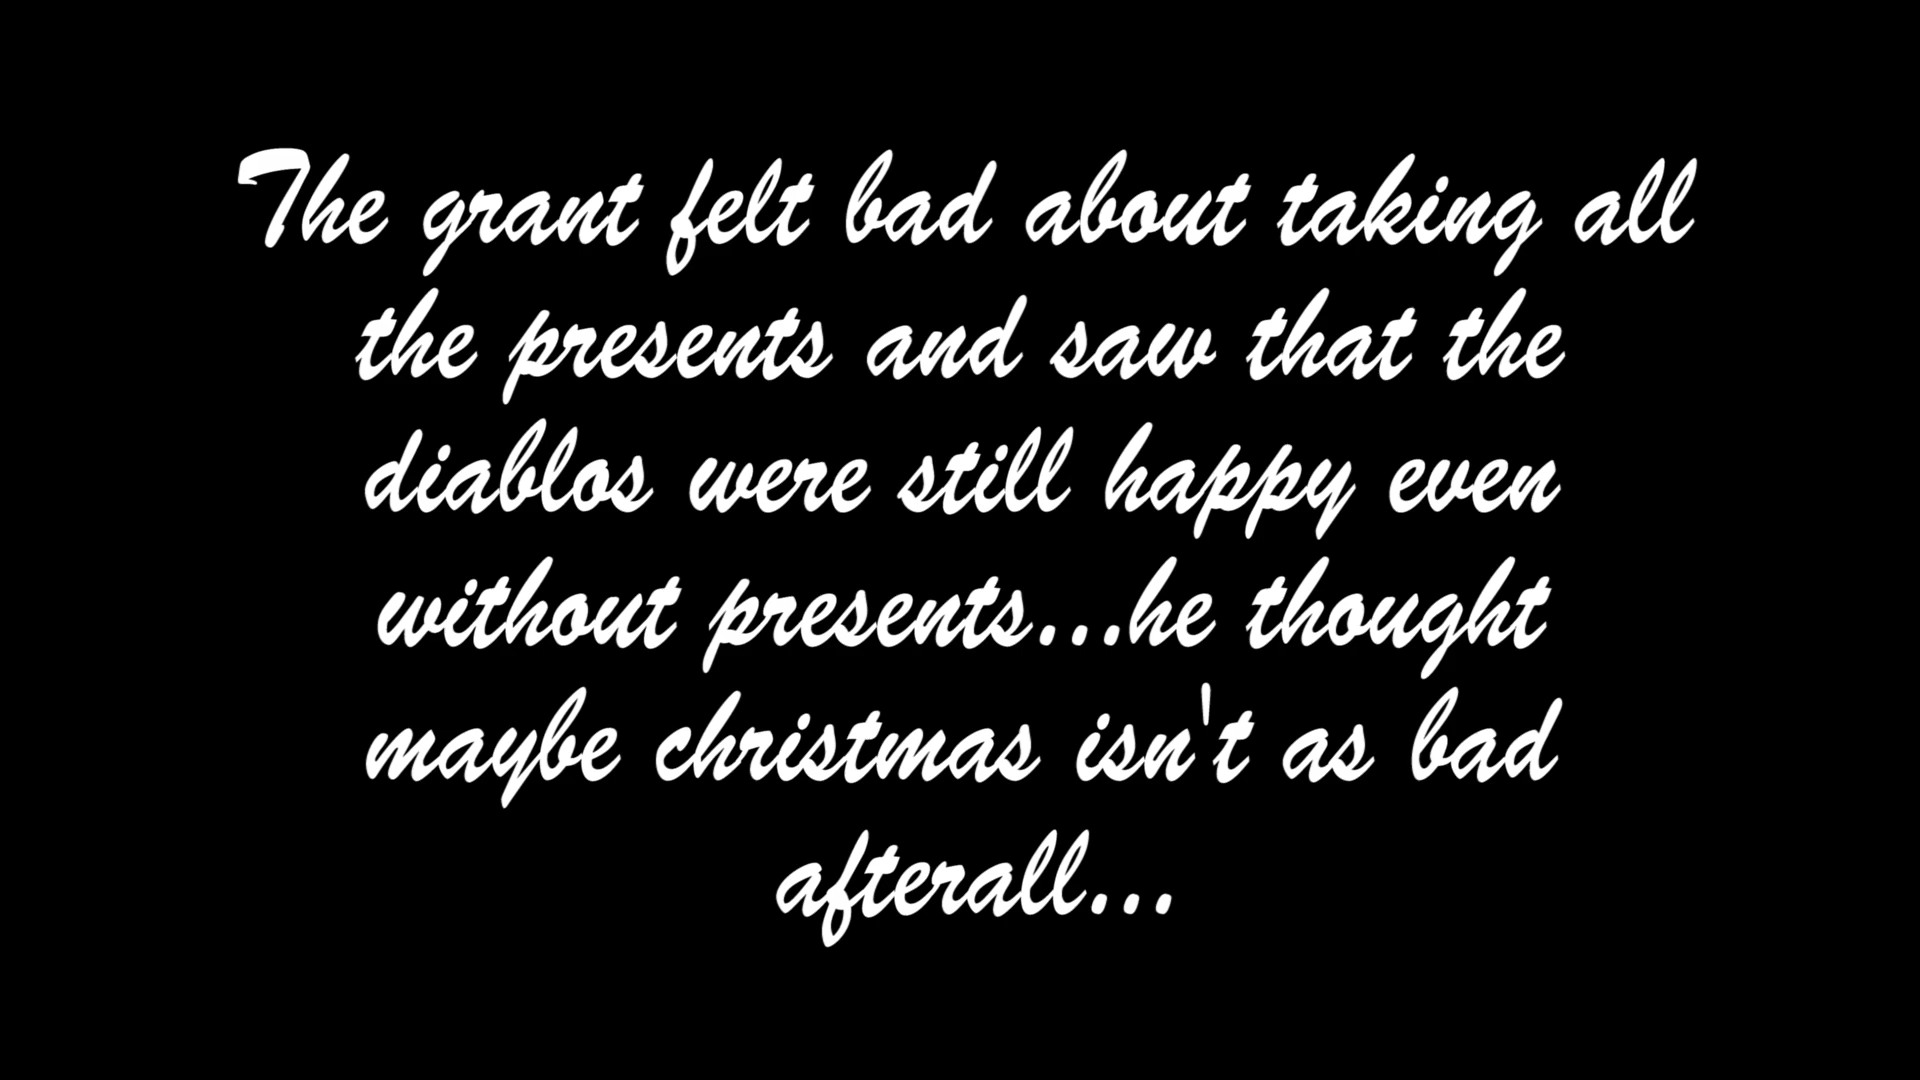 The grant felt bad about taking all
the presents and saw that the
diablos were still happy even
without presents...he thought
maybe christmas isn't as bad
afterall...